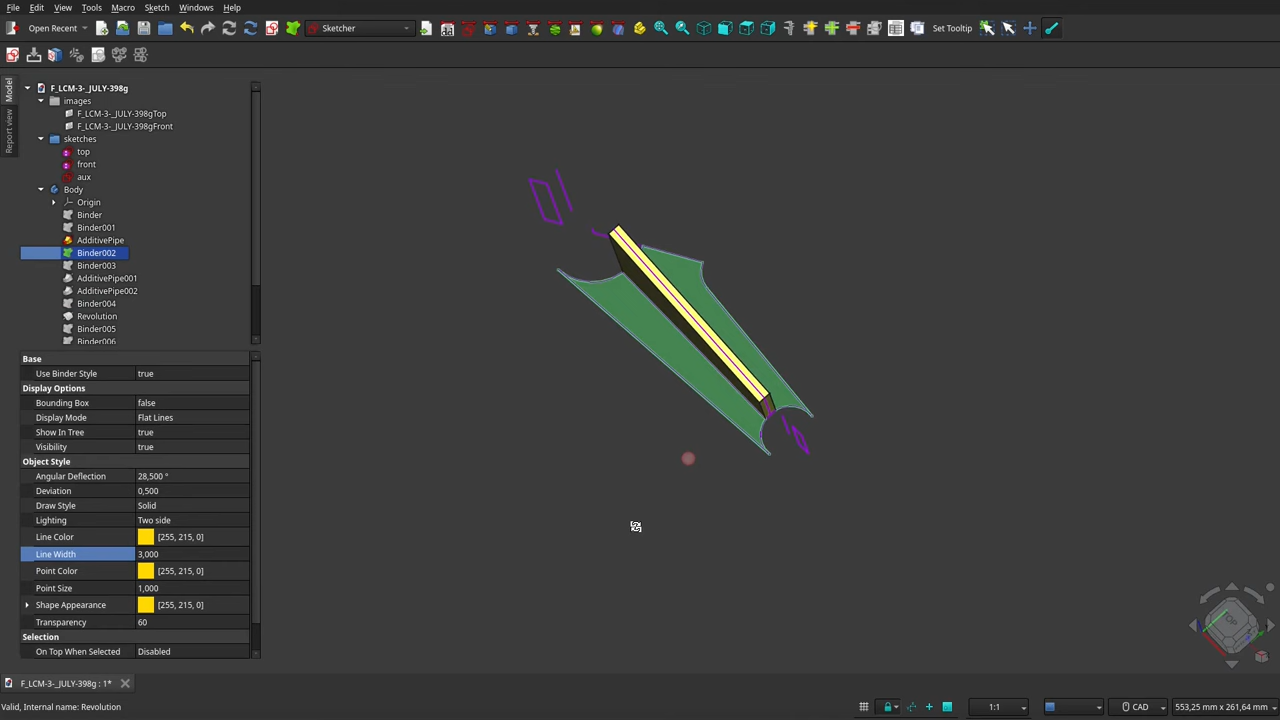 File Edit View Tools Macro Sketch Windows Help
Open Recent Sketcher Set Tooltip
Model
Report view
F_LCM-3-_JULY-398g
images
F_LCM-3-_JULY-398gTop
F_LCM-3-_JULY-398gFront
sketches
top
front
aux
Body
Origin
Binder
Binder001
AdditivePipe
Binder002
Binder003
AdditivePipe001
AdditivePipe002
Binder004
Revolution
Binder005
Binder006
Base
Use Binder Style true
Display Options
Bounding Box false
Display Mode Flat Lines
Show In Tree true
Visibility true
Object Style
Angular Deflection 28,500 °
Deviation 0,500
Draw Style Solid
Lighting Two side
Line Color [255, 215, 0]
Line Width 3,000
Point Color [255, 215, 0]
Point Size 1,000
Shape Appearance [255, 215, 0]
Transparency 60
Selection
On Top When Selected Disabled
F_LCM-3-_JULY-398g : 1*
Valid, Internal name: Revolution 1:1 CAD 553,25 mm x 261,64 mm